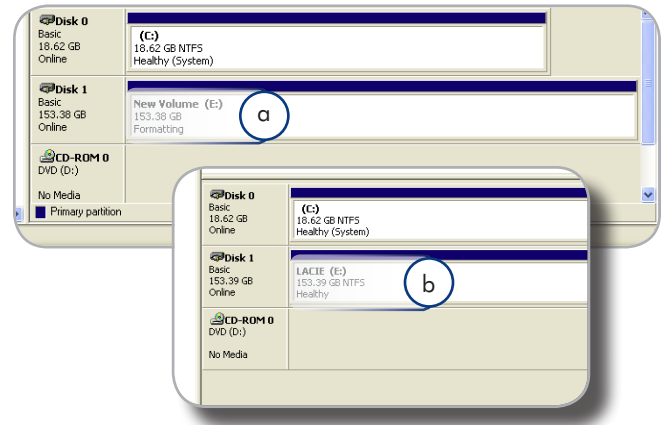 Disk 0
Basic
18.62 GB
Online
(C:)
18.62 GB NTFS
Healthy (System)
Disk 1
Basic
153.38 GB
Online
New Volume (E:)
153.38 GB
Formatting
a
CD-ROM 0
DVD (D:)
No Media
Primary partition
Disk 0
Basic
18.62 GB
Online
(C:)
18.62 GB NTFS
Healthy (System)
Disk 1
Basic
153.39 GB
Online
LACIE (E:)
153.39 GB NTFS
Healthy
b
CD-ROM 0
DVD (D:)
No Media